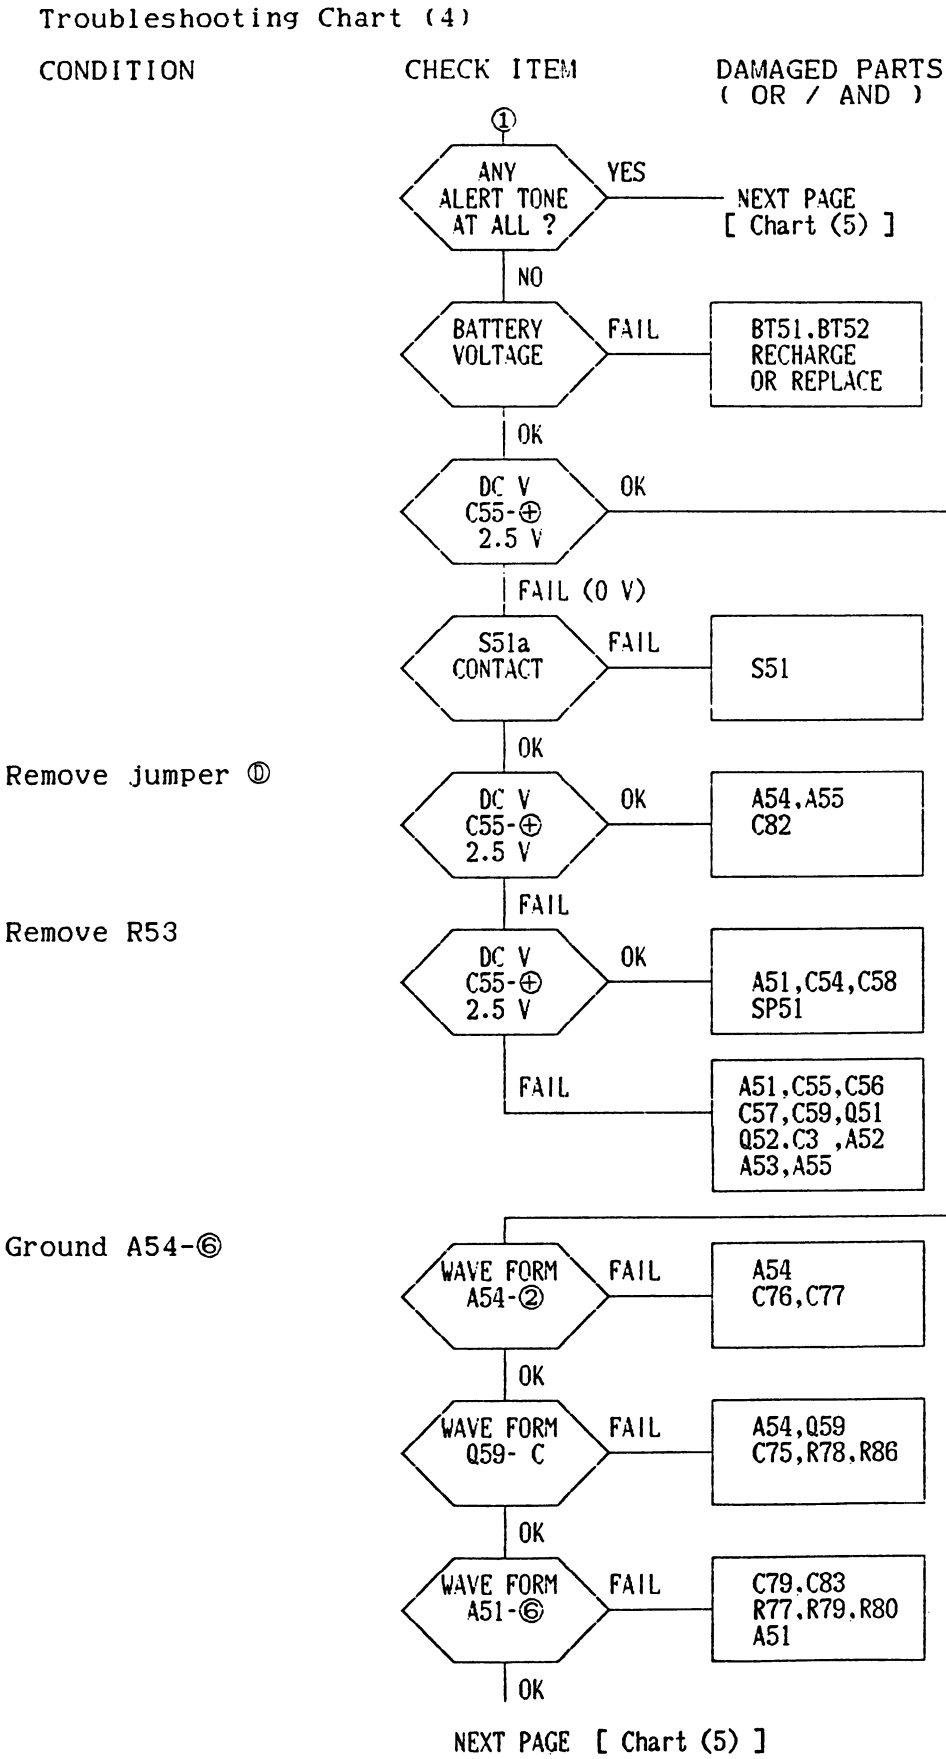 Troubleshooting Chart (4)
CONDITION CHECK ITEM DAMAGED PARTS
( OR / AND )
①
ANY
ALERT TONE
AT ALL ?
YES
NEXT PAGE
[ Chart (5) ]
NO
BATTERY
VOLTAGE
FAIL
BT51.BT52
RECHARGE
OR REPLACE
OK
DC V
C55-⊕
2.5 V
OK
FAIL (0 V)
S51a
CONTACT
FAIL
S51
OK
Remove jumper Ⓓ
DC V
C55-⊕
2.5 V
OK
A54,A55
C82
FAIL
Remove R53
DC V
C55-⊕
2.5 V
OK
A51,C54,C58
SP51
FAIL
A51,C55,C56
C57,C59,Q51
Q52.C3 ,A52
A53,A55
Ground A54-⑥
WAVE FORM
A54-②
FAIL
A54
C76,C77
OK
WAVE FORM
Q59- C
FAIL
A54,Q59
C75,R78,R86
OK
WAVE FORM
A51-⑥
FAIL
C79,C83
R77,R79,R80
A51
OK
NEXT PAGE [ Chart (5) ]